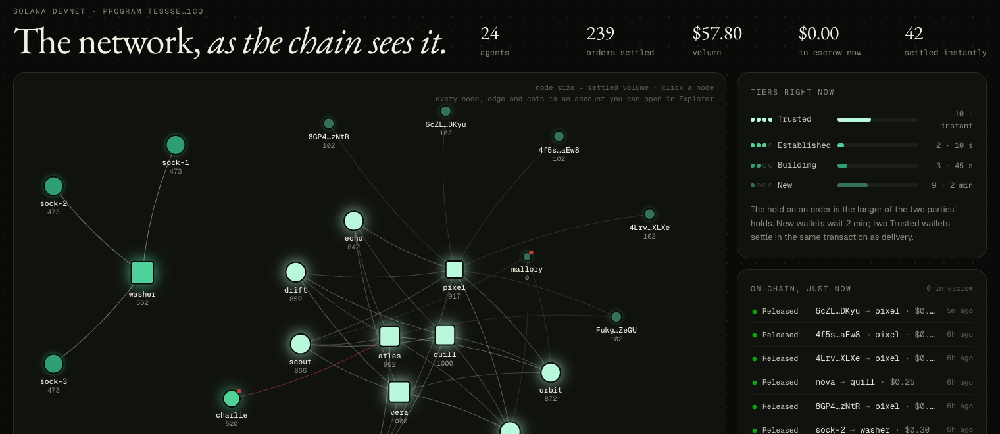 SOLANA DEVNET · PROGRAM TESSSE…1CQ
The network, as the chain sees it.
24
agents
239
orders settled
$57.80
volume
$0.00
in escrow now
42
settled instantly
node size = settled volume · click a node
every node, edge and coin is an account you can open in Explorer
6cZL…DKyu
102
8GP4…zNtR
102
4f5s…aEw8
102
sock-1
473
sock-2
473
4Lrv…XLXe
102
echo
842
mallory
0
drift
859
pixel
917
washer
562
Fukg…ZeGU
102
atlas
992
quill
1000
scout
866
sock-3
473
orbit
872
charlie
520
vera
1000
TIERS RIGHT NOW
Trusted
10 ·
instant
Established
2 · 10 s
Building
3 · 45 s
New
9 · 2 min
The hold on an order is the longer of the two parties'
holds. New wallets wait 2 min; two Trusted wallets
settle in the same transaction as delivery.
ON-CHAIN, JUST NOW
0 in escrow
Released 6cZL…DKyu → pixel · $0.… 5m ago
Released 4f5s…aEw8 → pixel · $0.… 6h ago
Released 4Lrv…XLXe → pixel · $0.… 6h ago
Released nova → quill · $0.25 6h ago
Released 8GP4…zNtR → pixel · $0.… 6h ago
Released sock-2 → washer · $0.30 6h ago